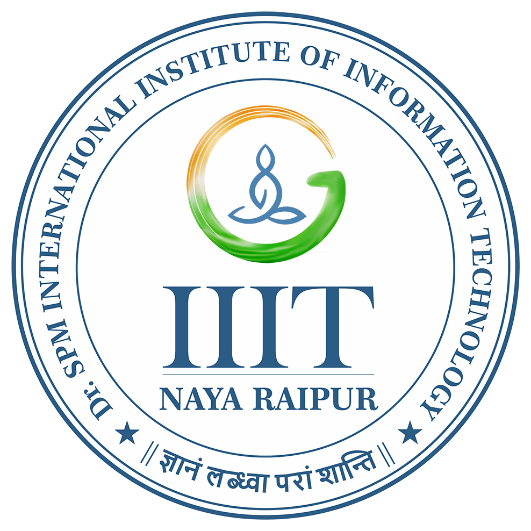 Dr. SPM INTERNATIONAL INSTITUTE OF INFORMATION TECHNOLOGY
IIIT
NAYA RAIPUR
|| ज्ञानं लब्ध्वा परां शान्ति ||